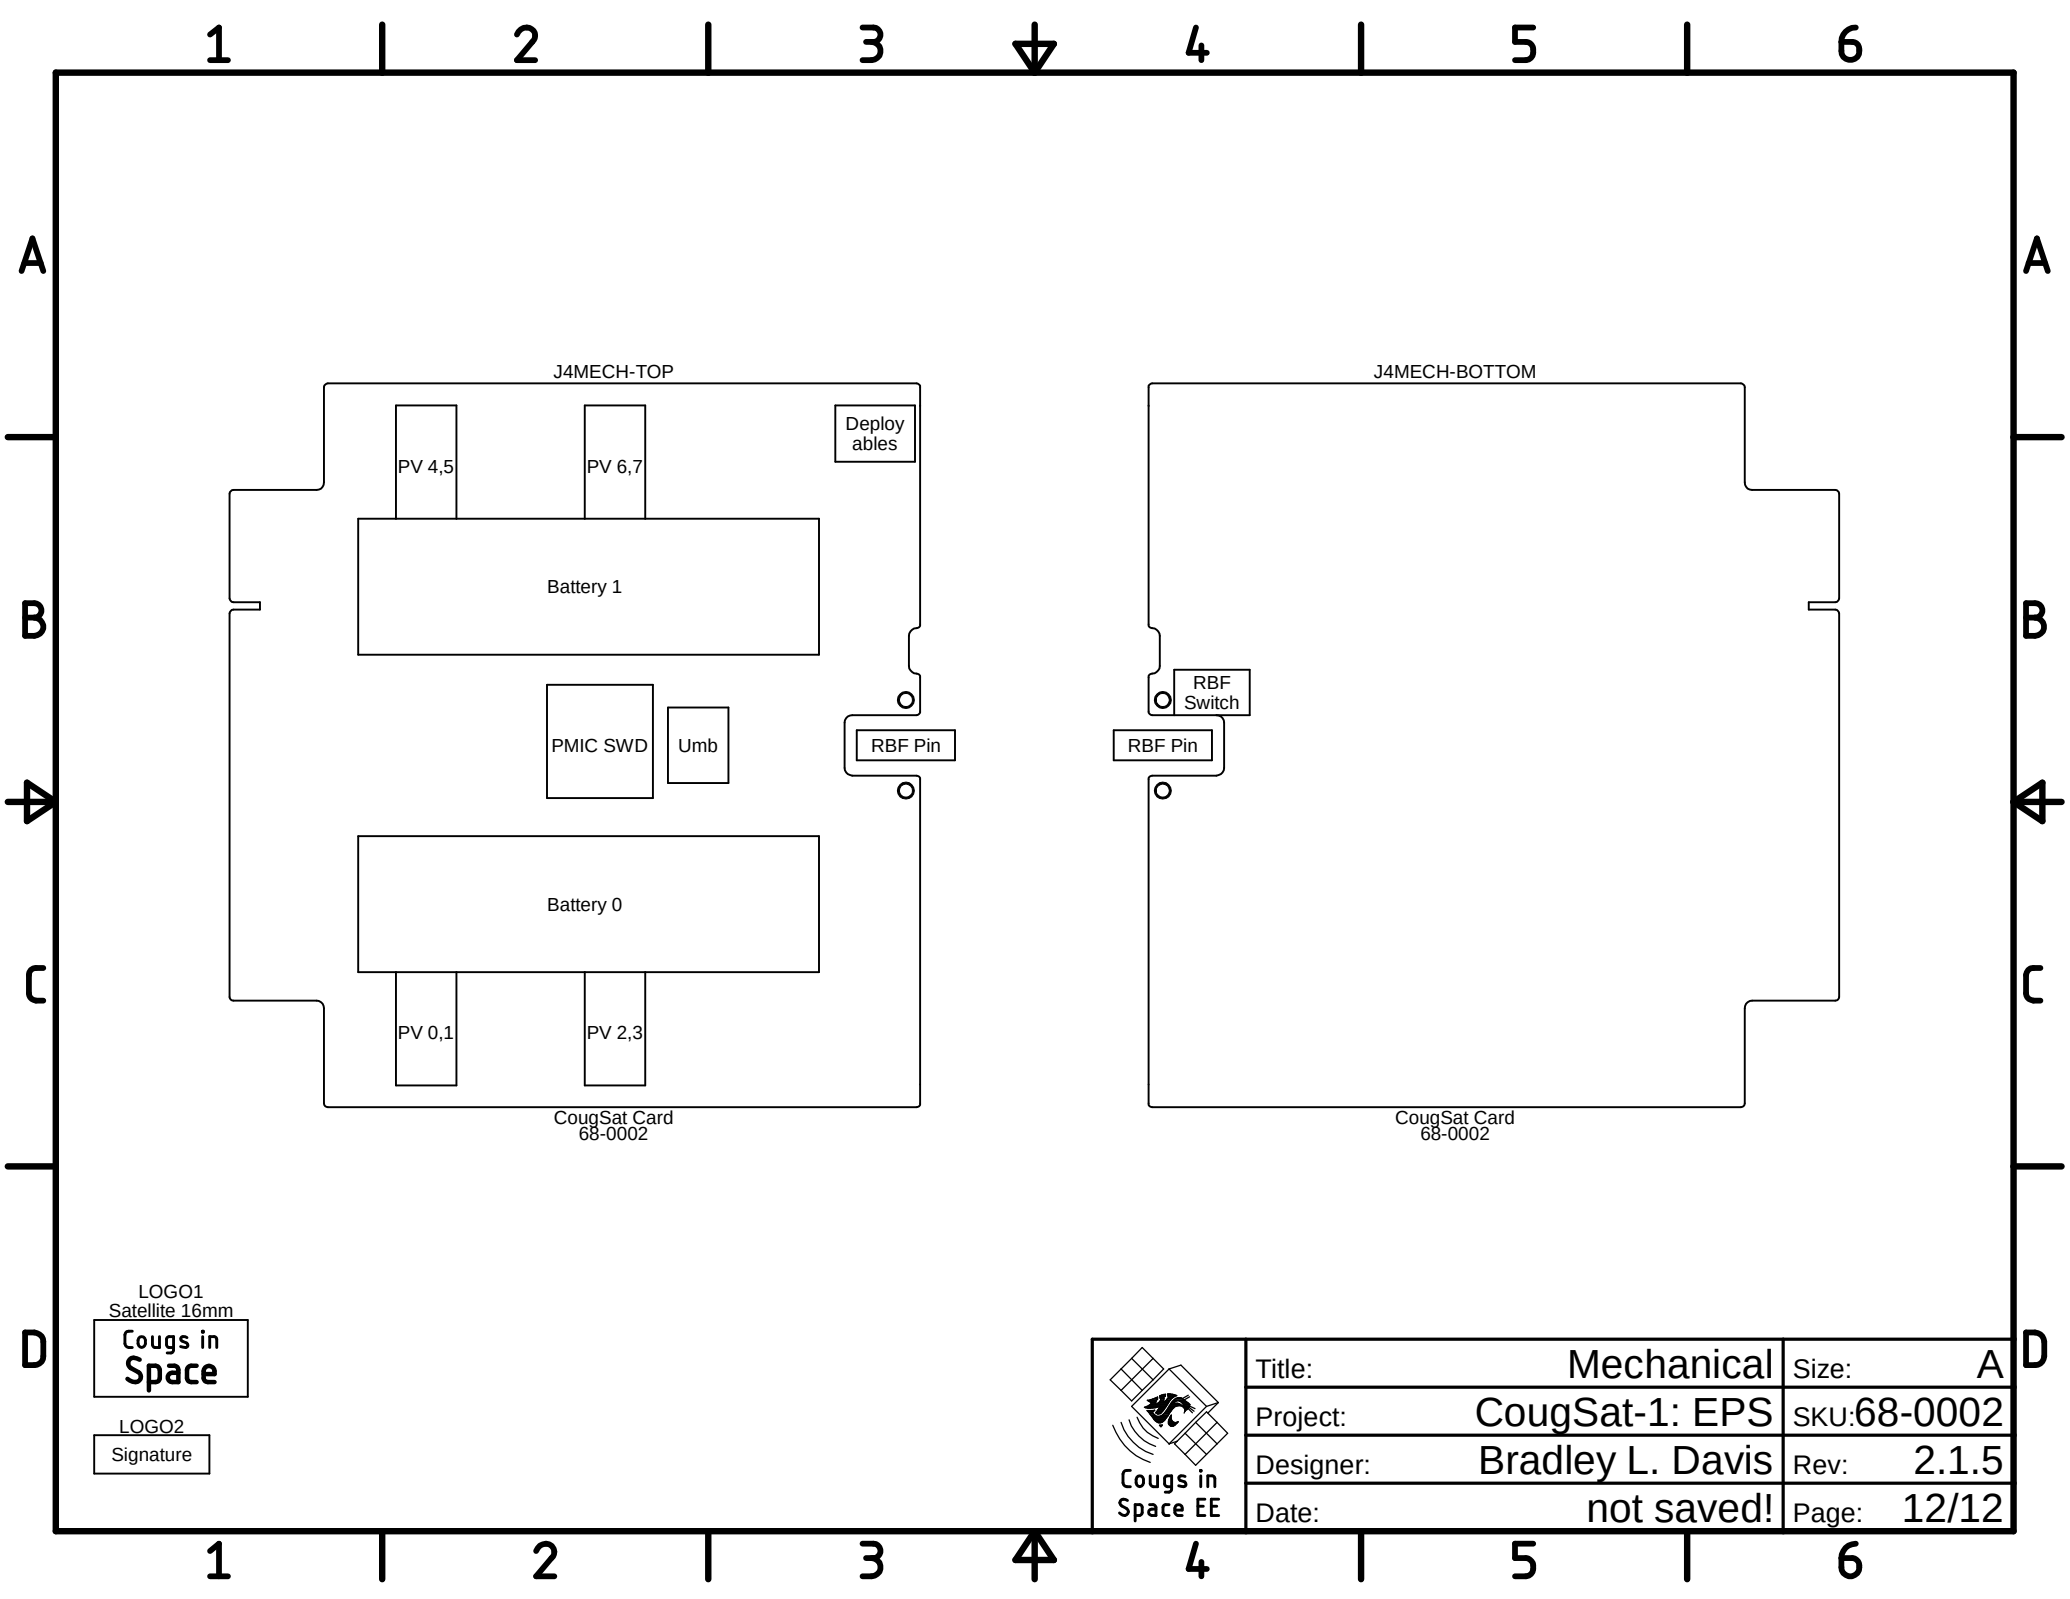 1 2 3 4 5 6
A A
J4MECH-TOP J4MECH-BOTTOM
Deploy
ables
PV 4,5 PV 6,7
Battery 1
B B
RBF
Switch
PMIC SWD Umb RBF Pin RBF Pin
Battery 0
C C
PV 0,1 PV 2,3
CougSat Card CougSat Card
68-0002 68-0002
LOGO1
Satellite 16mm
Cougs in
Space
D D
LOGO2
Signature
Cougs in
Space EE
Title: Mechanical Size: A
Project: CougSat-1: EPS SKU:68-0002
Designer: Bradley L. Davis Rev: 2.1.5
Date: not saved! Page: 12/12
1 2 3 4 5 6